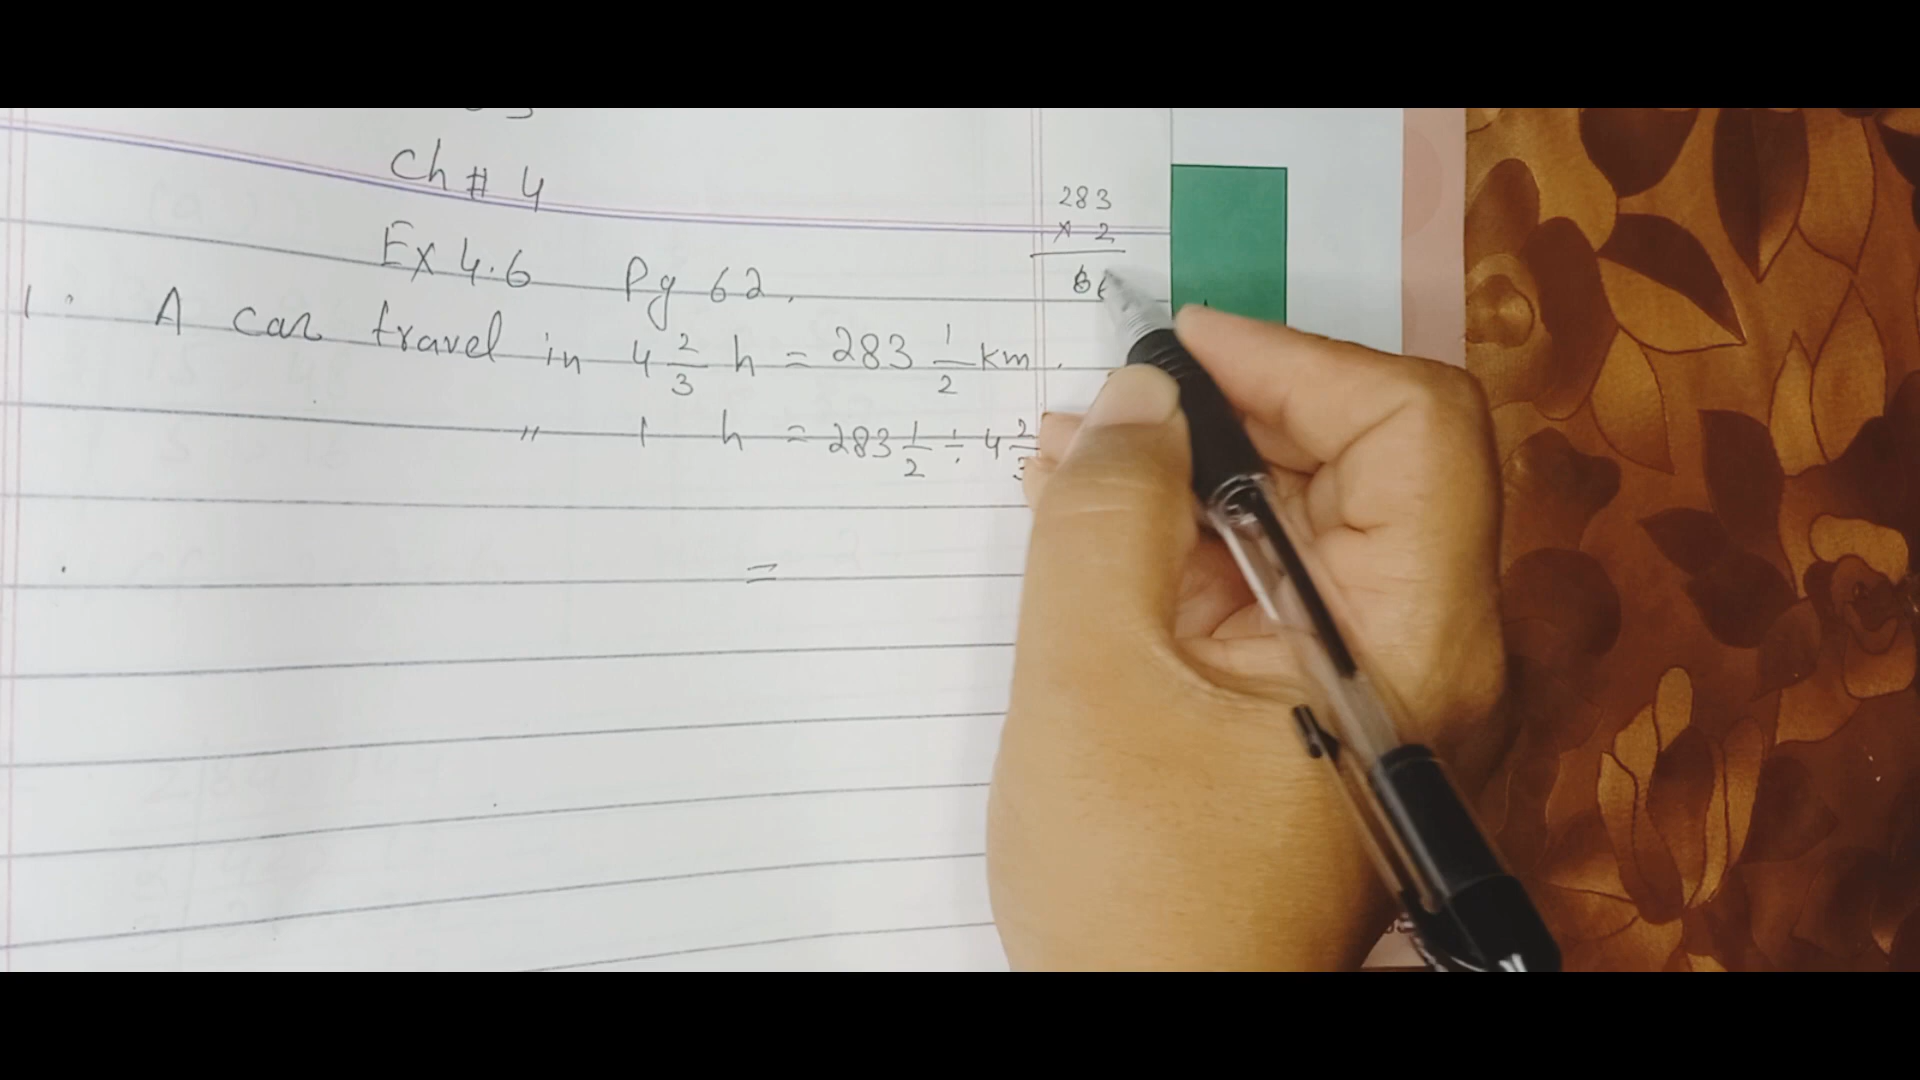 Ch # 4
Ex 4.6 Pg 62.
1: A car travel in 4 2/3 h = 283 1/2 km.
" 1 h = 283 1/2 ÷ 4 2/3
=
283
× 2
66